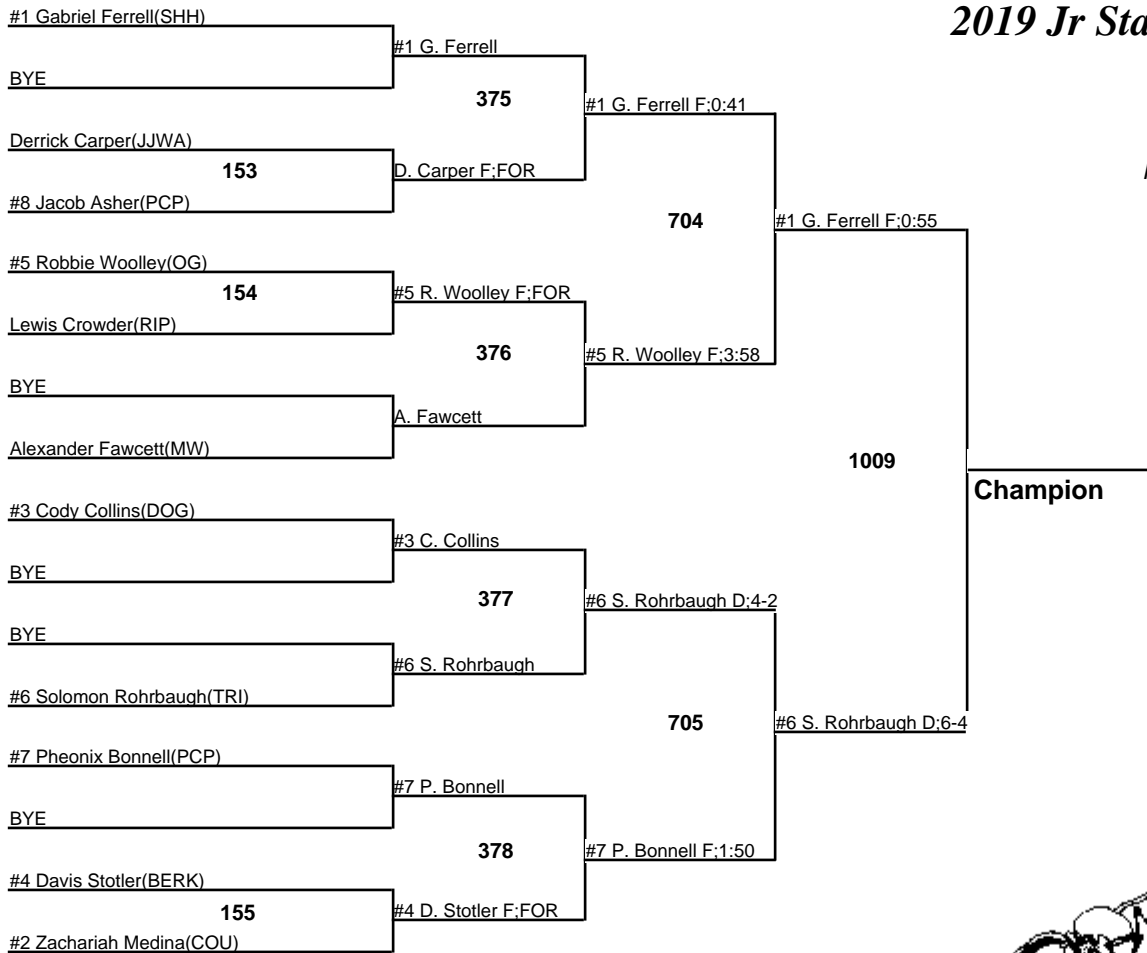 2019 Jr Sta
#1 Gabriel Ferrell(SHH)
BYE
Derrick Carper(JJWA)
153
#8 Jacob Asher(PCP)
#5 Robbie Woolley(OG)
154
Lewis Crowder(RIP)
BYE
Alexander Fawcett(MW)
#3 Cody Collins(DOG)
BYE
BYE
#6 Solomon Rohrbaugh(TRI)
#7 Pheonix Bonnell(PCP)
BYE
#4 Davis Stotler(BERK)
155
#2 Zachariah Medina(COU)
#1 G. Ferrell
375
D. Carper F;FOR
#5 R. Woolley F;FOR
376
A. Fawcett
#3 C. Collins
377
#6 S. Rohrbaugh
#7 P. Bonnell
378
#4 D. Stotler F;FOR
#1 G. Ferrell F;0:41
704
#5 R. Woolley F;3:58
#6 S. Rohrbaugh D;4-2
705
#7 P. Bonnell F;1:50
#1 G. Ferrell F;0:55
1009
#6 S. Rohrbaugh D;6-4
Champion